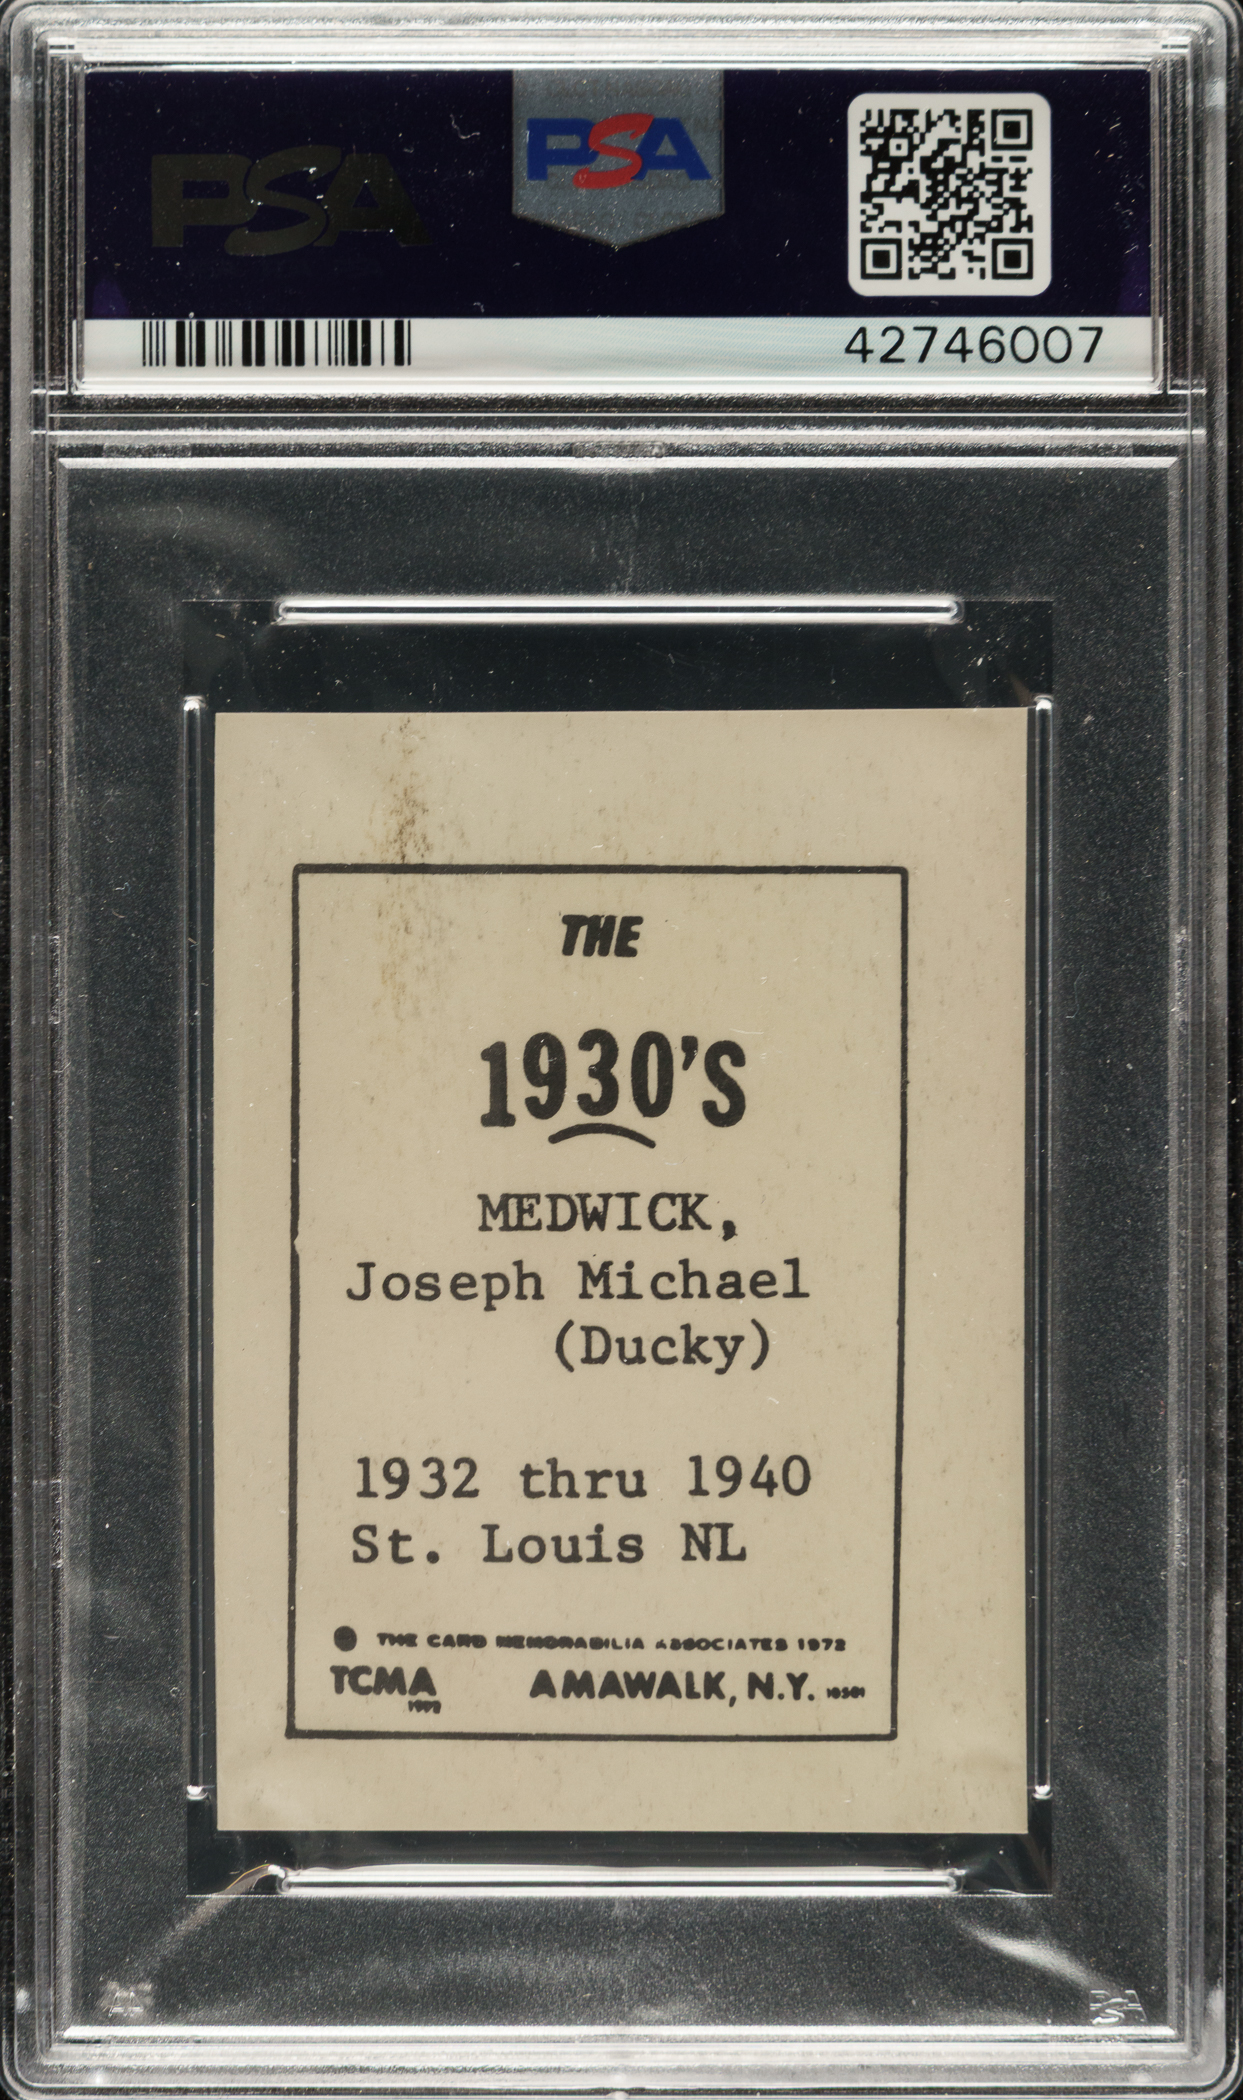 PSA
PSA
42746007
THE
1930'S
MEDWICK,
Joseph Michael
(Ducky)
1932 thru 1940
St. Louis NL
THE CARD MEMORABILIA ASSOCIATES 1972
TCMA
AMAWALK, N.Y.
PSA